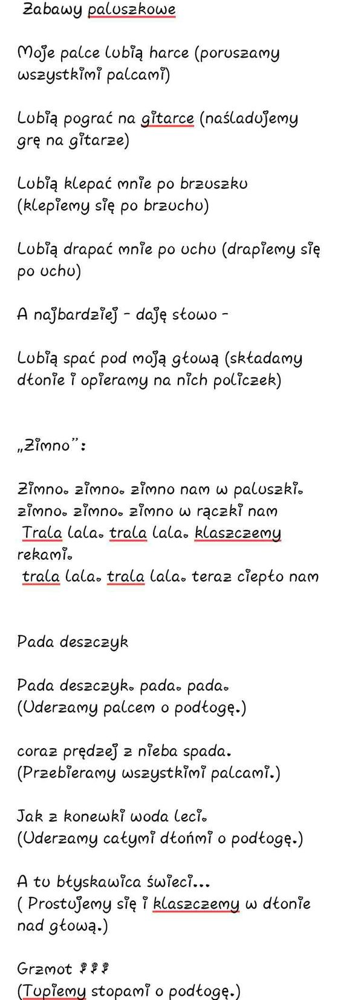 Zabawy paluszkowe
Moje palce lubią harce (poruszamy
wszystkimi palcami)
Lubią pograć na gitarce (naśladujemy
grę na gitarze)
Lubią klepać mnie po brzuszku
(klepiemy się po brzuchu)
Lubią drapać mnie po uchu (drapiemy się
po uchu)
A najbardziej - daję słowo -
Lubią spać pod moją głową (składamy
dłonie i opieramy na nich policzek)
„Zimno”:
Zimno, zimno, zimno nam w paluszki,
zimno, zimno, zimno w rączki nam
Trala lala, trala lala, klaszczemy
rekami,
trala lala, trala lala, teraz ciepło nam
Pada deszczyk
Pada deszczyk, pada, pada,
(Uderzamy palcem o podłogę.)
coraz prędzej z nieba spada.
(Przebieramy wszystkimi palcami.)
Jak z konewki woda leci,
(Uderzamy całymi dłońmi o podłogę.)
A tu błyskawica świeci...
( Prostujemy się i klaszczemy w dłonie
nad głową.)
Grzmot !!!
(Tupiemy stopami o podłogę.)